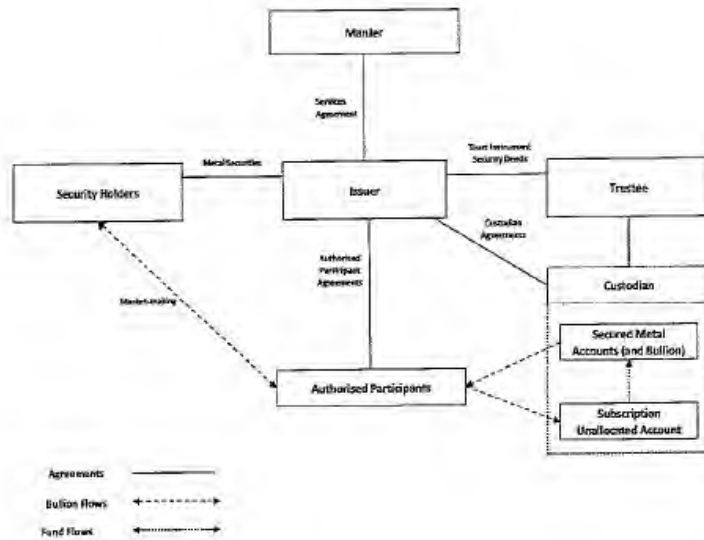 ManJer
Services
Agreement
Metal Securities
Trust Instrument
Security Deeds
Security Holders
Issuer
Trustee
Custodian
Agreements
Authorised
Participant
Agreements
Custodian
Market-making
Secured Metal
Accounts (and Bullion)
Authorised Participants
Subscription
Unallocated Account
Agreements
Bullion Flows
Fund Flows